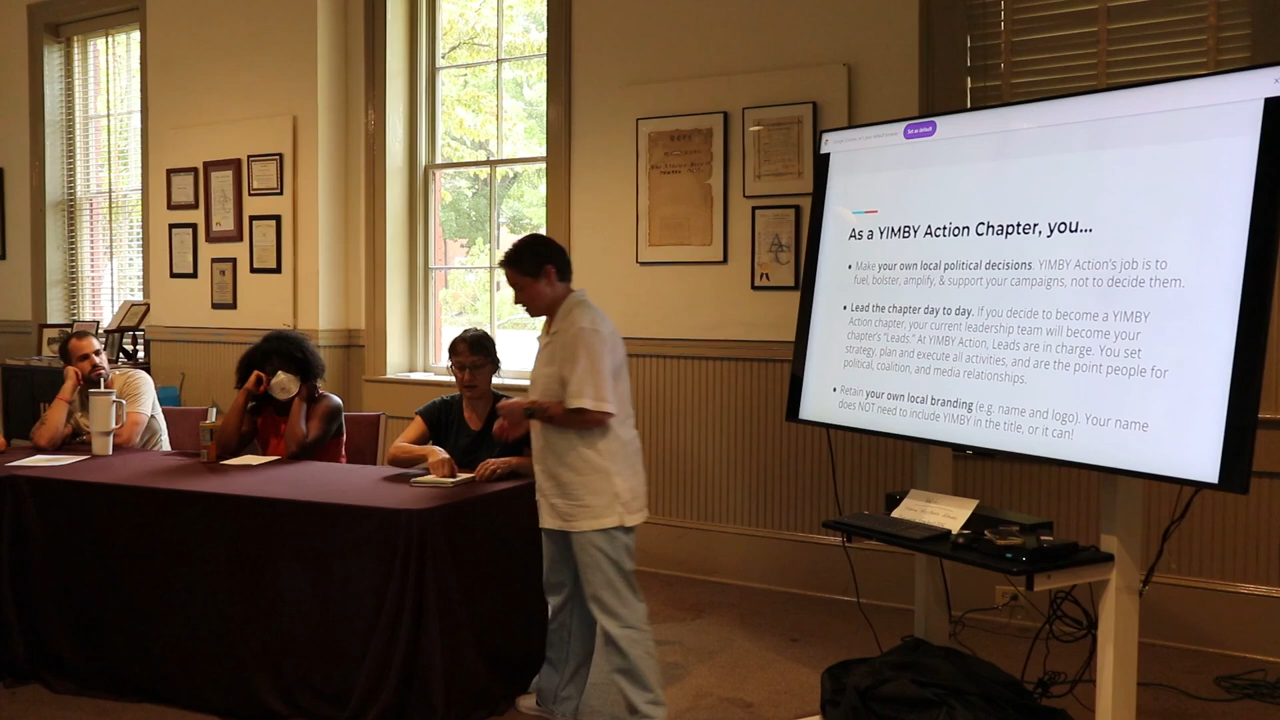 Set as default
As a YIMBY Action Chapter, you...
• Make your own local political decisions. YIMBY Action's job is to
fuel, bolster, amplify, & support your campaigns, not to decide them.
• Lead the chapter day to day. If you decide to become a YIMBY
Action chapter, your current leadership team will become your
chapter's "Leads." At YIMBY Action, Leads are in charge. You set
strategy, plan and execute all activities, and are the point people for
political, coalition, and media relationships.
• Retain your own local branding (e.g. name and logo). Your name
does NOT need to include YIMBY in the title, or it can!